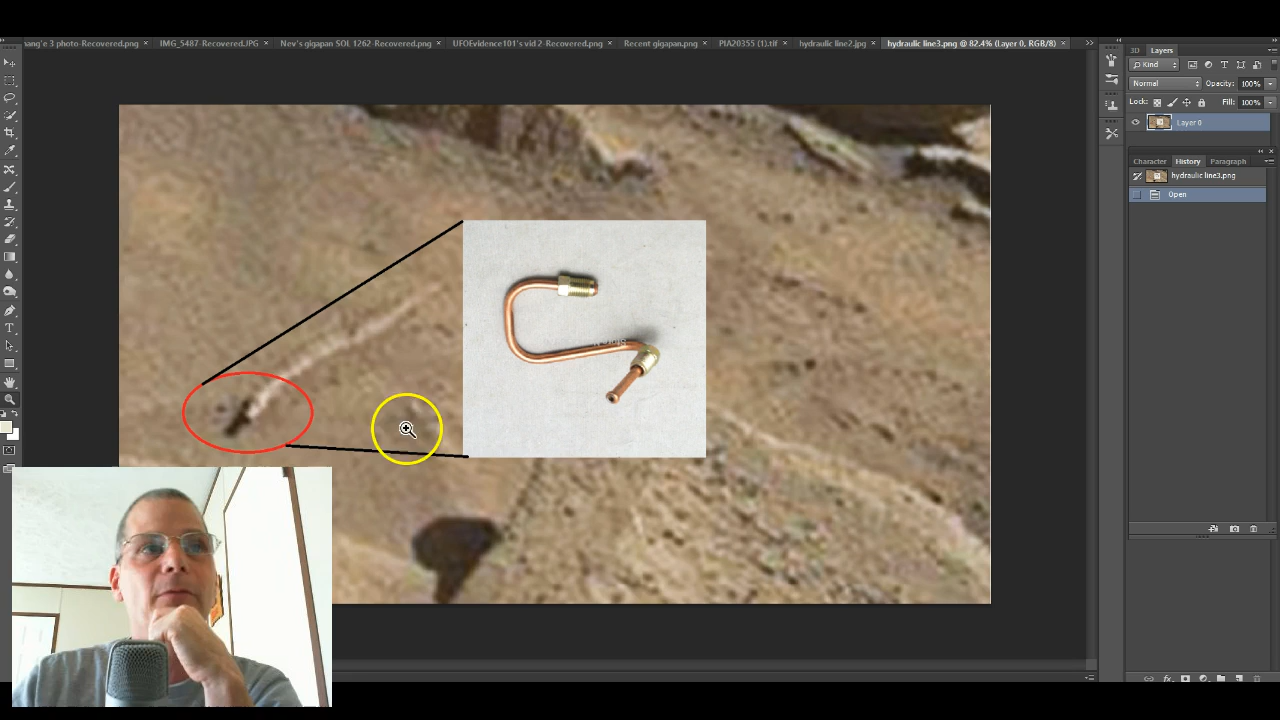 ang'e 3 photo-Recovered.png × IMG_5487-Recovered.JPG × Nev's gigapan SOL 1262-Recovered.png × UFOEvidence101's vid 2-Recovered.png × Recent gigapan.png × PIA20355 (1).tif × hydraulic line2.jpg × hydraulic line3.png @ 82.4% (Layer 0, RGB/8) ×
3D Layers
Kind
Normal Opacity: 100%
Lock: Fill: 100%
Layer 0
Character History Paragraph
hydraulic line3.png
Open